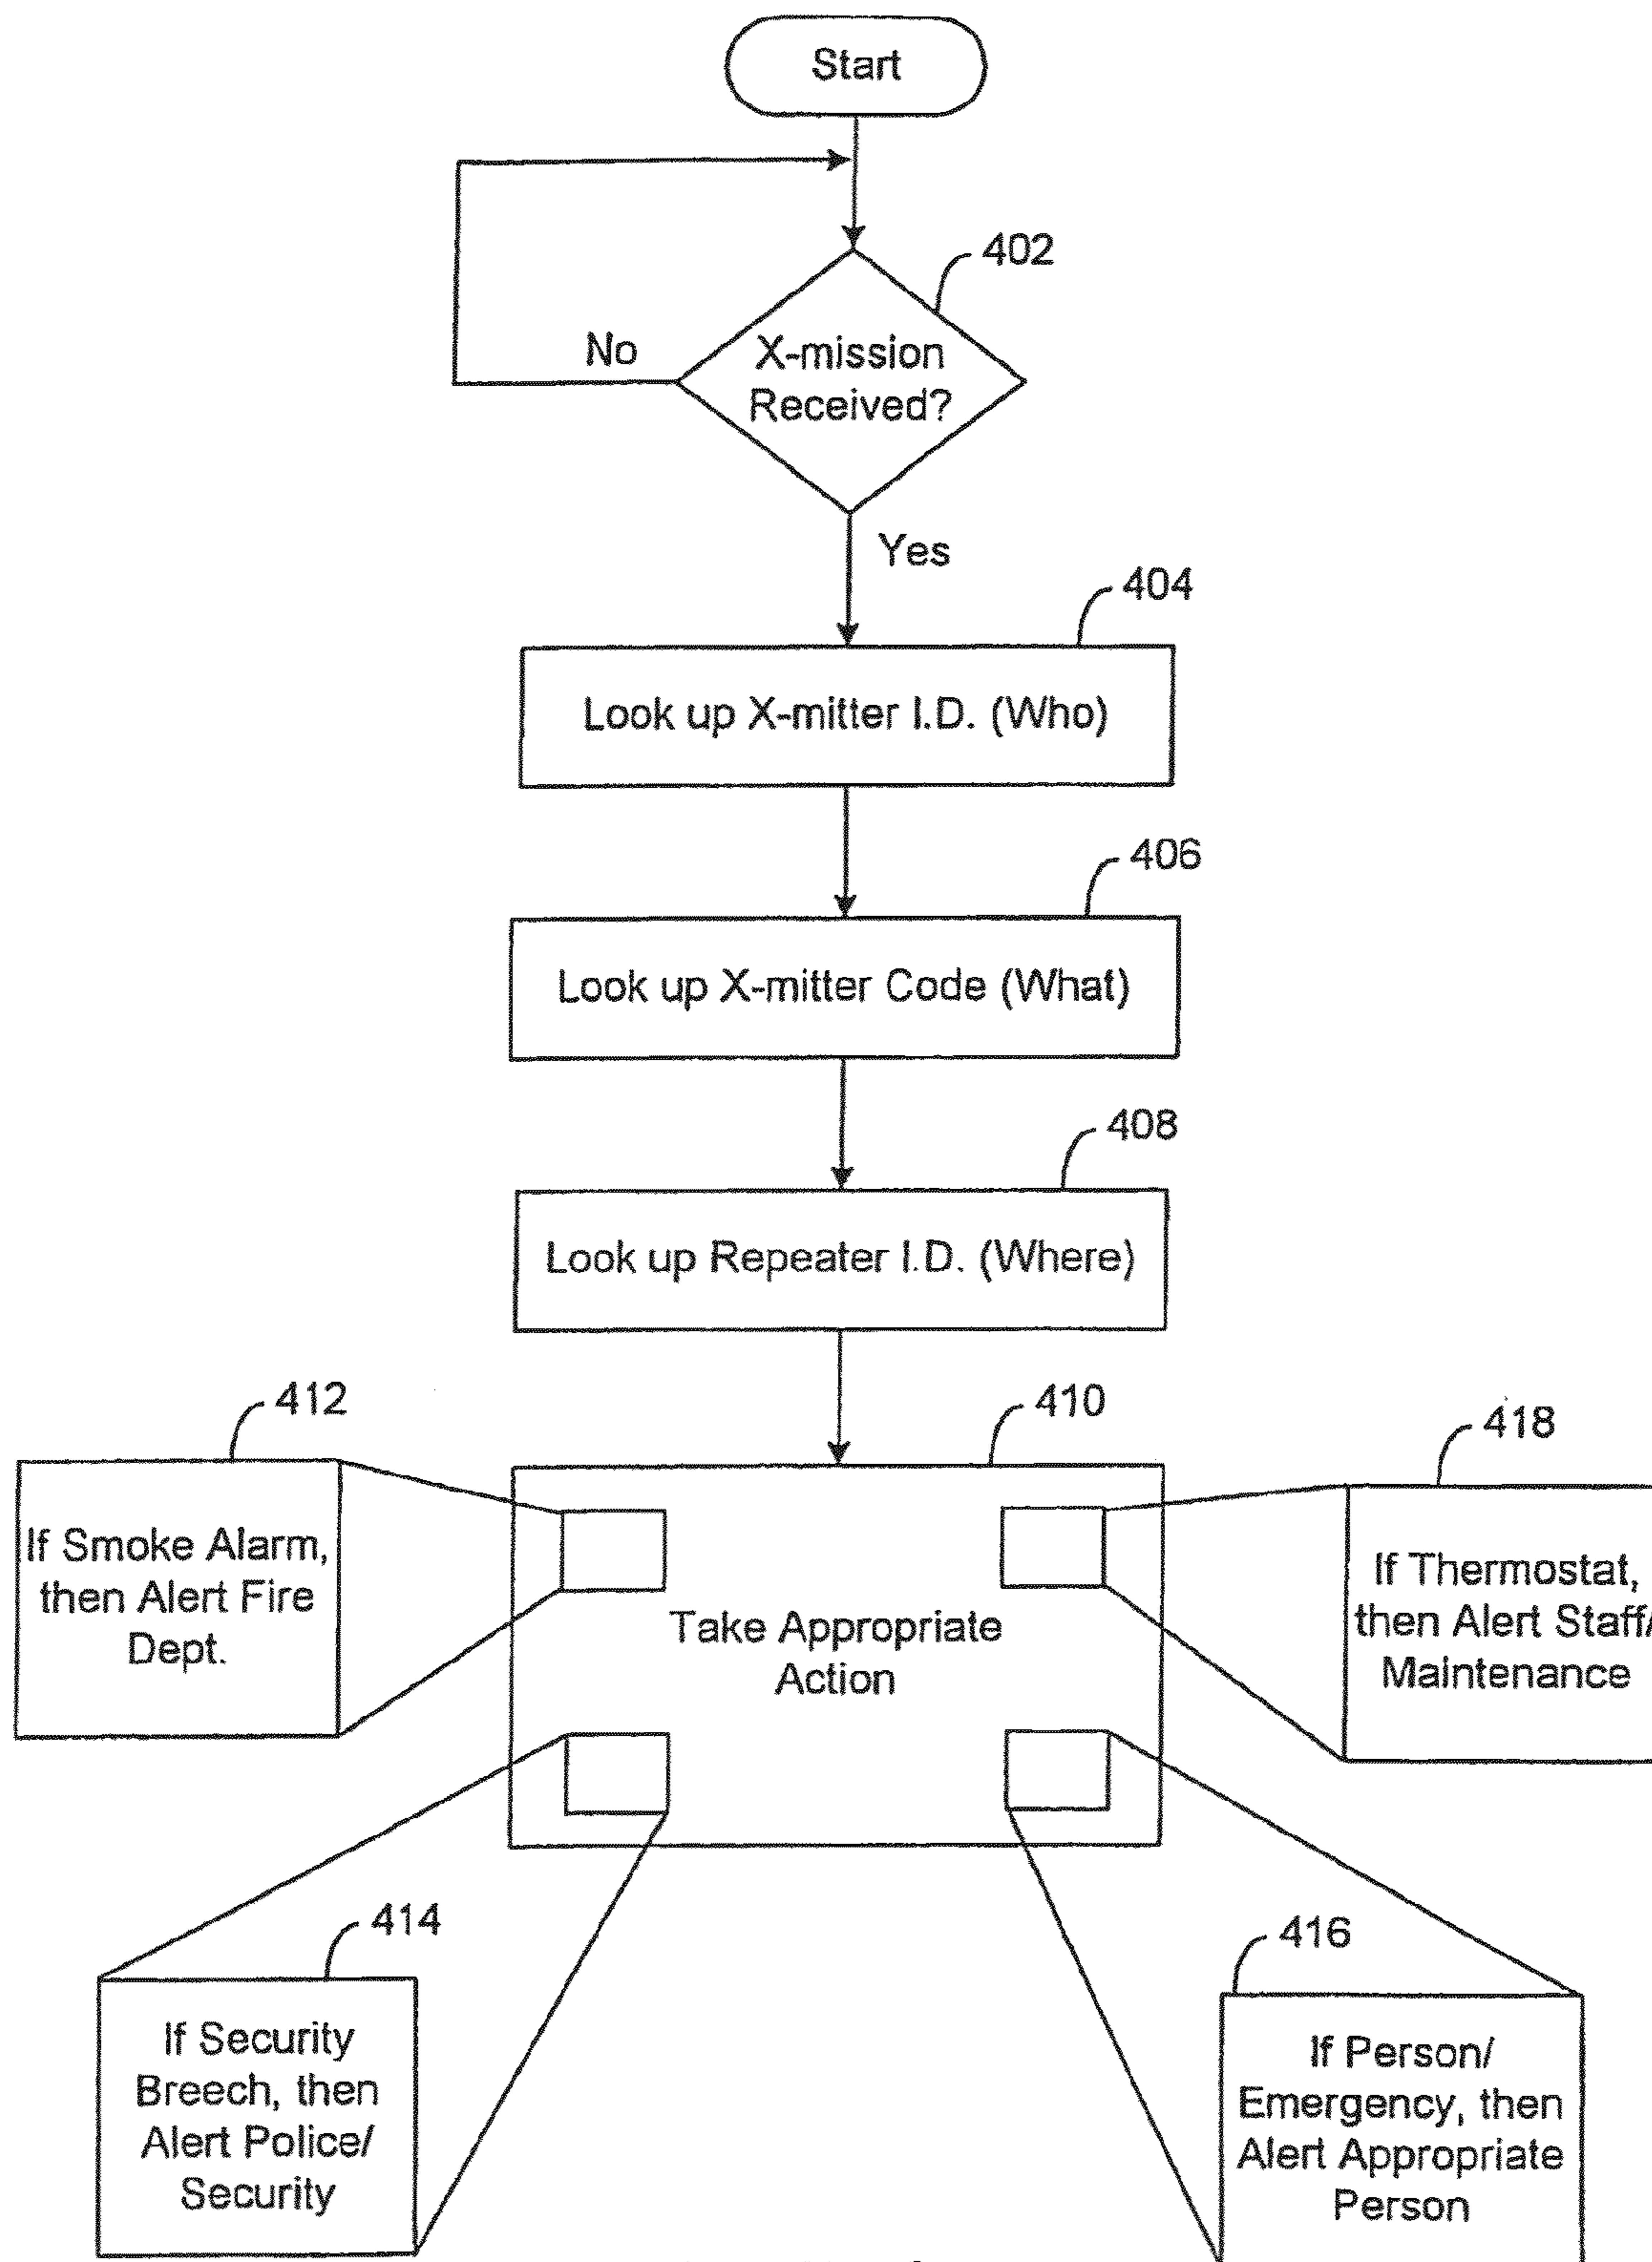 Start
402
X-mission
Received?
No
Yes
404
Look up X-mitter I.D. (Who)
406
Look up X-mitter Code (What)
408
Look up Repeater I.D. (Where)
412
410
418
If Smoke Alarm,
then Alert Fire
Dept.
Take Appropriate
Action
If Thermostat,
then Alert Staff/
Maintenance
414
If Security
Breech, then
Alert Police/
Security
416
If Person/
Emergency, then
Alert Appropriate
Person